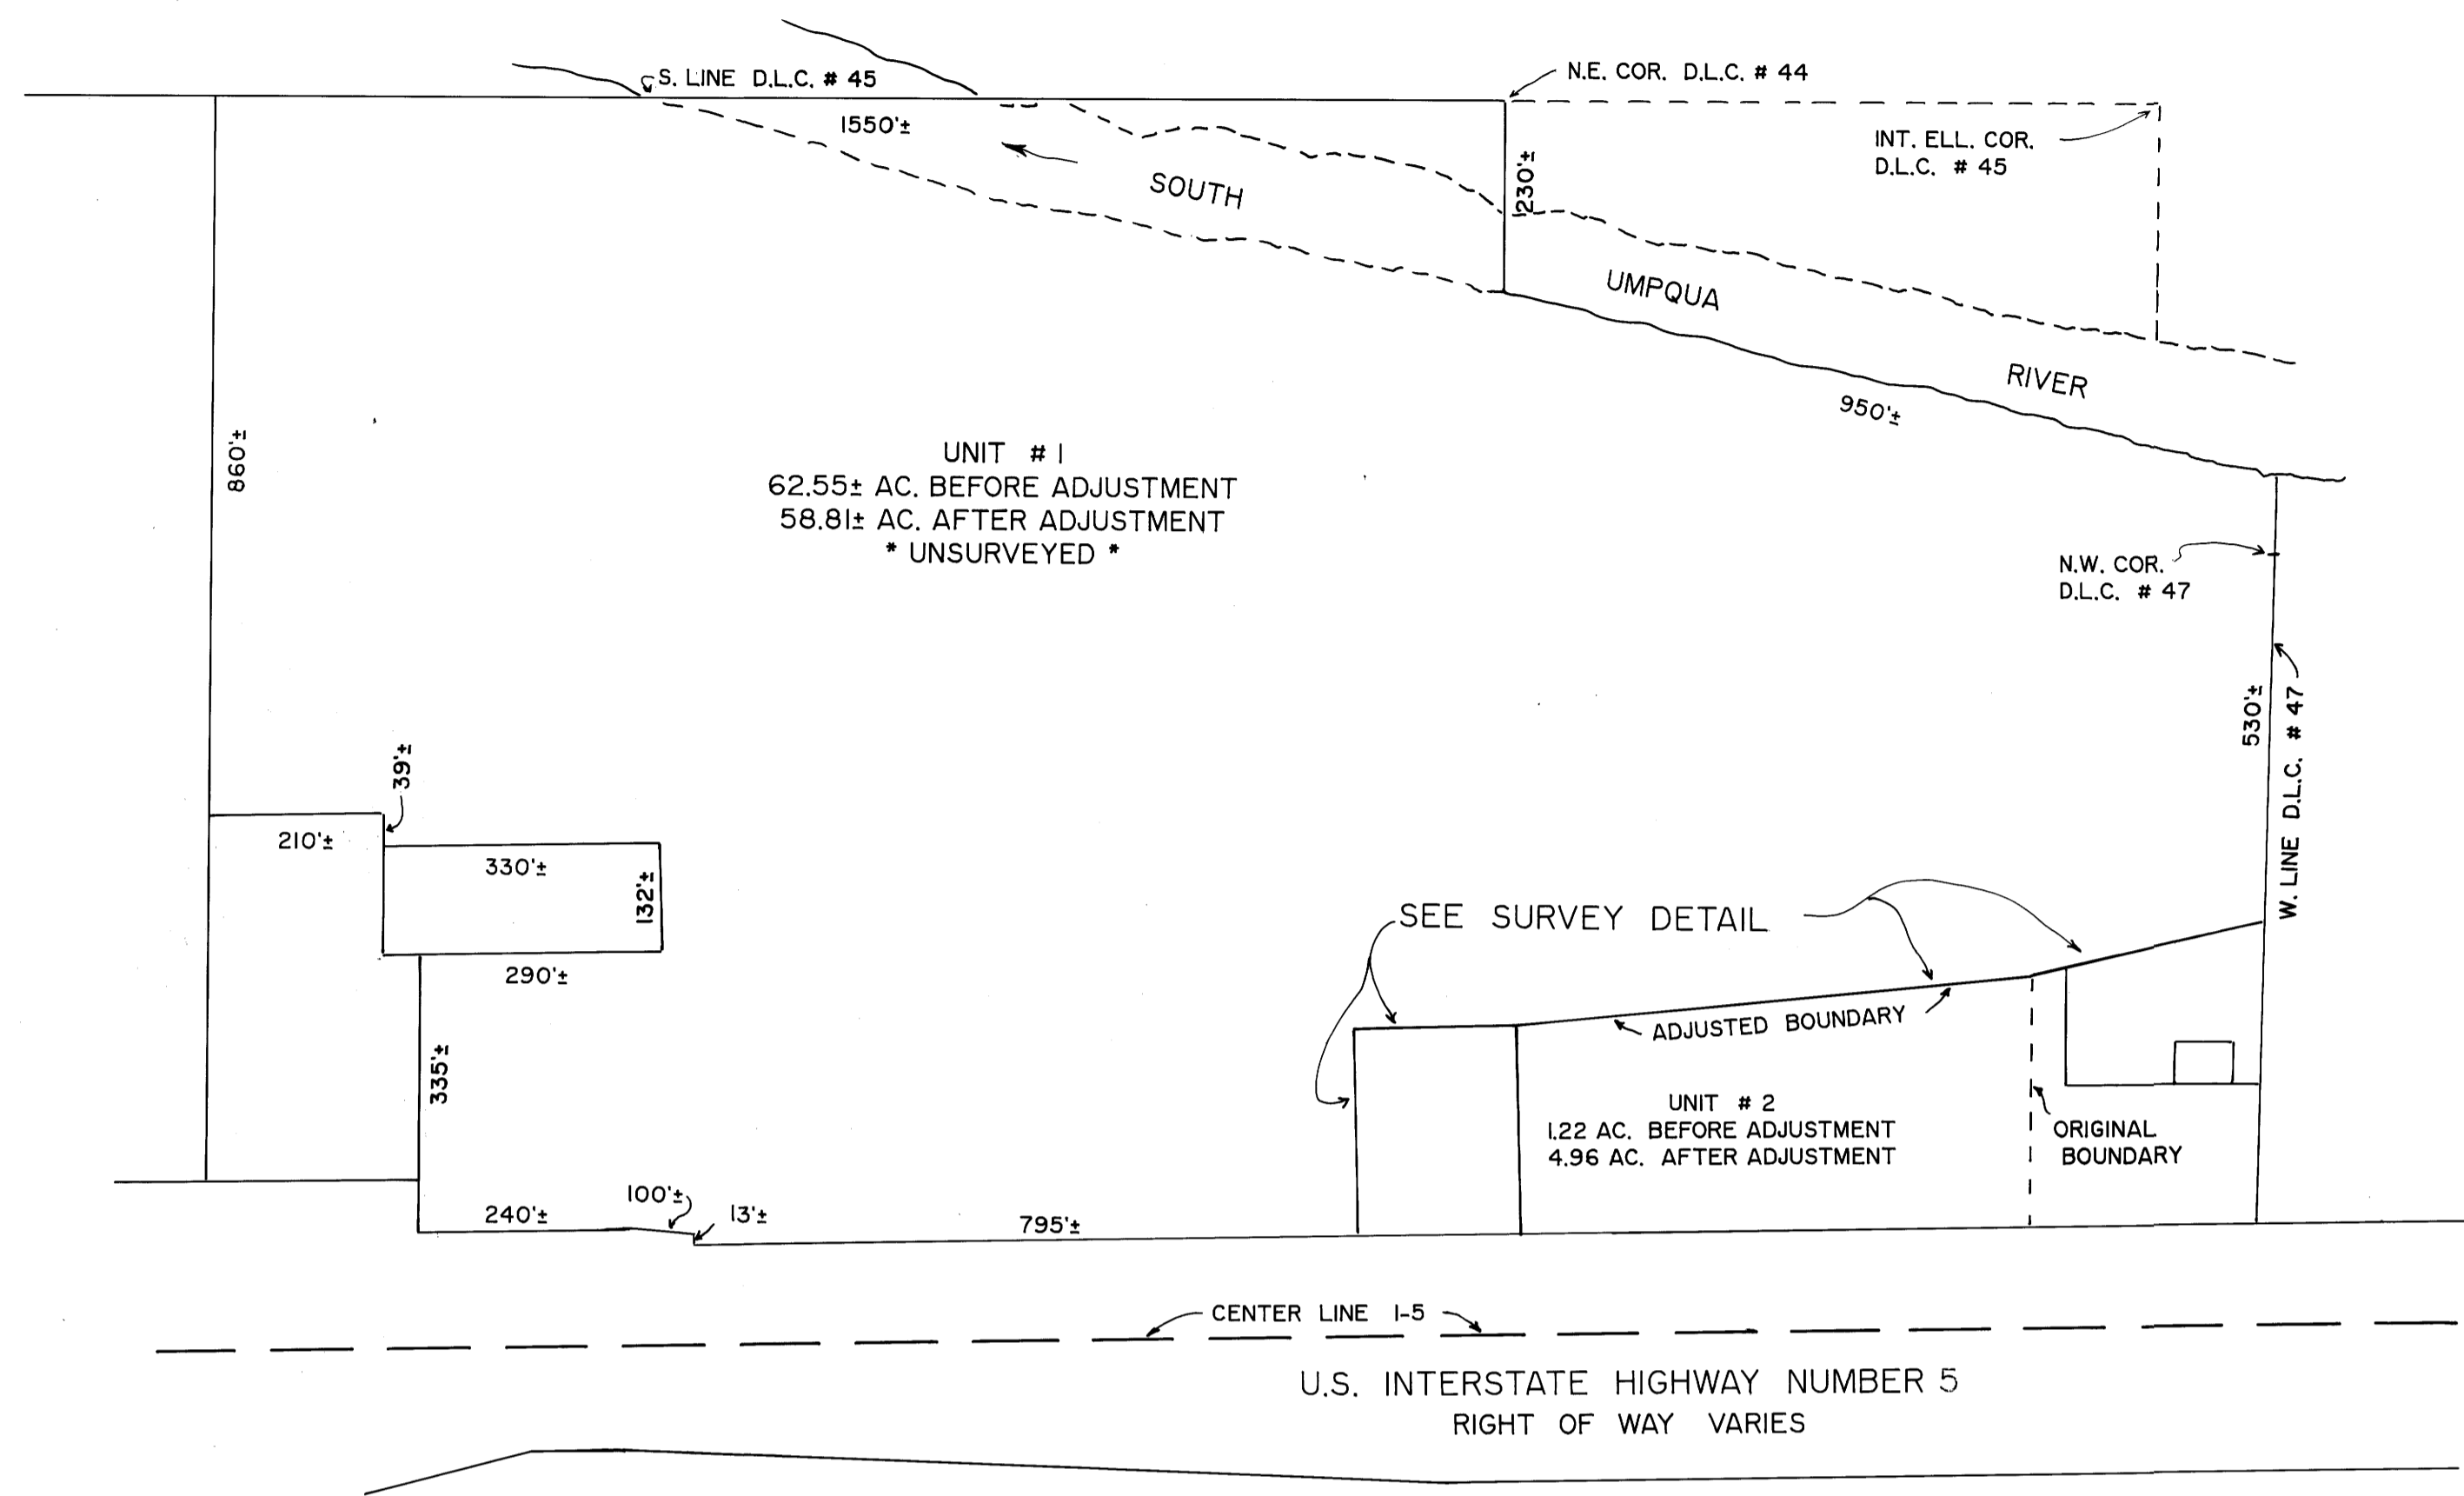 S. LINE D.L.C. # 45
N.E. COR. D.L.C. # 44
1550'±
INT. ELL. COR.
D.L.C. # 45
230'±
SOUTH
UMPQUA
RIVER
950'±
860'±
UNIT # 1
62.55± AC. BEFORE ADJUSTMENT
58.81± AC. AFTER ADJUSTMENT
* UNSURVEYED *
N.W. COR.
D.L.C. # 47
530'±
W. LINE D.L.C. # 47
39'±
210'±
330'±
132'±
290'±
SEE SURVEY DETAIL
ADJUSTED BOUNDARY
335'±
UNIT # 2
1.22 AC. BEFORE ADJUSTMENT
4.96 AC. AFTER ADJUSTMENT
ORIGINAL
BOUNDARY
240'±
100'±
13'±
795'±
CENTER LINE I-5
U.S. INTERSTATE HIGHWAY NUMBER 5
RIGHT OF WAY VARIES